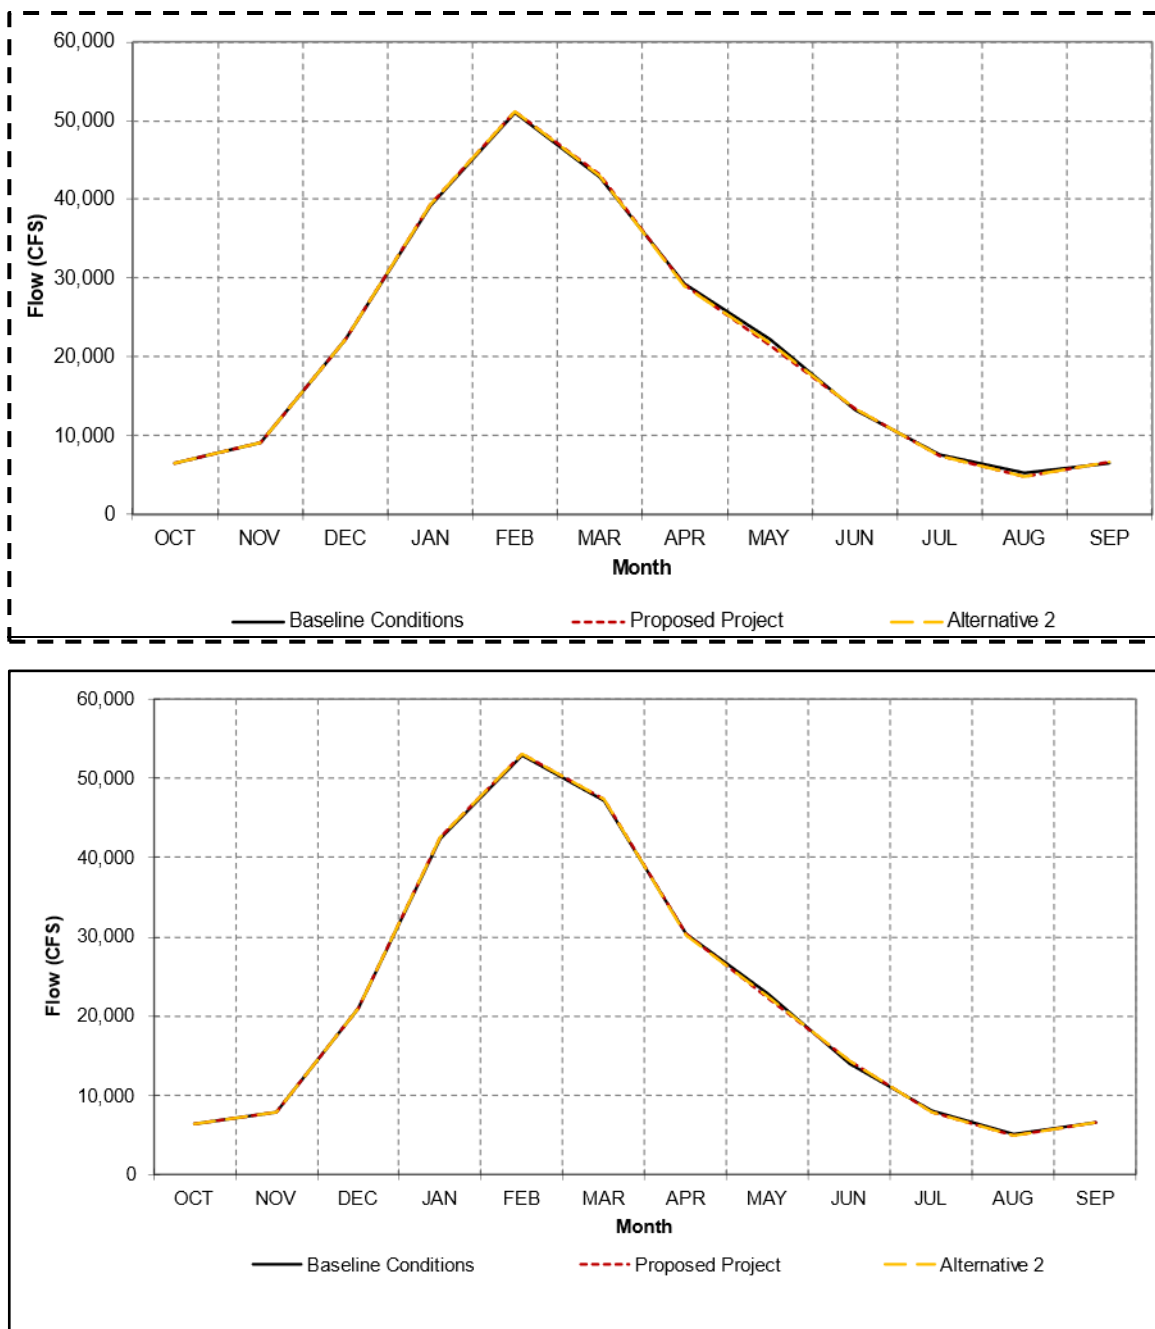 60,000
50,000
40,000
30,000
20,000
10,000
0
Flow (CFS)
OCT NOV DEC JAN FEB MAR APR MAY JUN JUL AUG SEP
Month
Baseline Conditions Proposed Project Alternative 2
60,000
50,000
40,000
30,000
20,000
10,000
0
Flow (CFS)
OCT NOV DEC JAN FEB MAR APR MAY JUN JUL AUG SEP
Month
Baseline Conditions Proposed Project Alternative 2